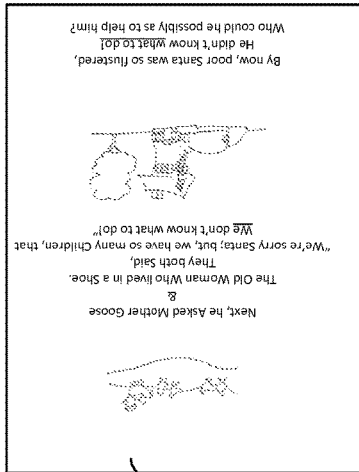 Next, he Asked Mother Goose
&
The Old Woman Who lived in a Shoe.
They both Said,
"We're sorry Santa; but, we have so many Children, that
We don't know what to do!"
By now, poor Santa was so flustered,
He didn't know what to do!
Who could he possibly as to help him?